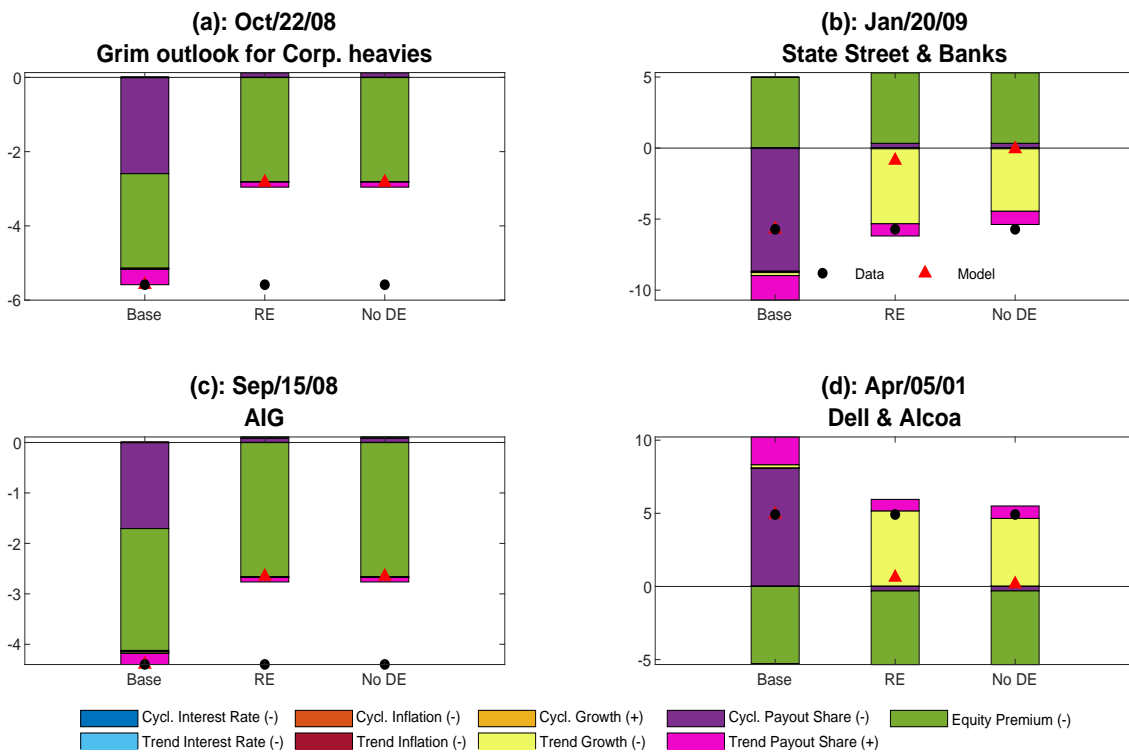 (a): Oct/22/08
Grim outlook for Corp. heavies
0
-2
-4
-6
Base RE No DE
(b): Jan/20/09
State Street & Banks
5
0
-5
-10
Data Model
Base RE No DE
(c): Sep/15/08
AIG
0
-1
-2
-3
-4
Base RE No DE
(d): Apr/05/01
Dell & Alcoa
10
5
0
-5
Base RE No DE
Cycl. Interest Rate (-) Cycl. Inflation (-) Cycl. Growth (+) Cycl. Payout Share (-) Equity Premium (-)
Trend Interest Rate (-) Trend Inflation (-) Trend Growth (-) Trend Payout Share (+)